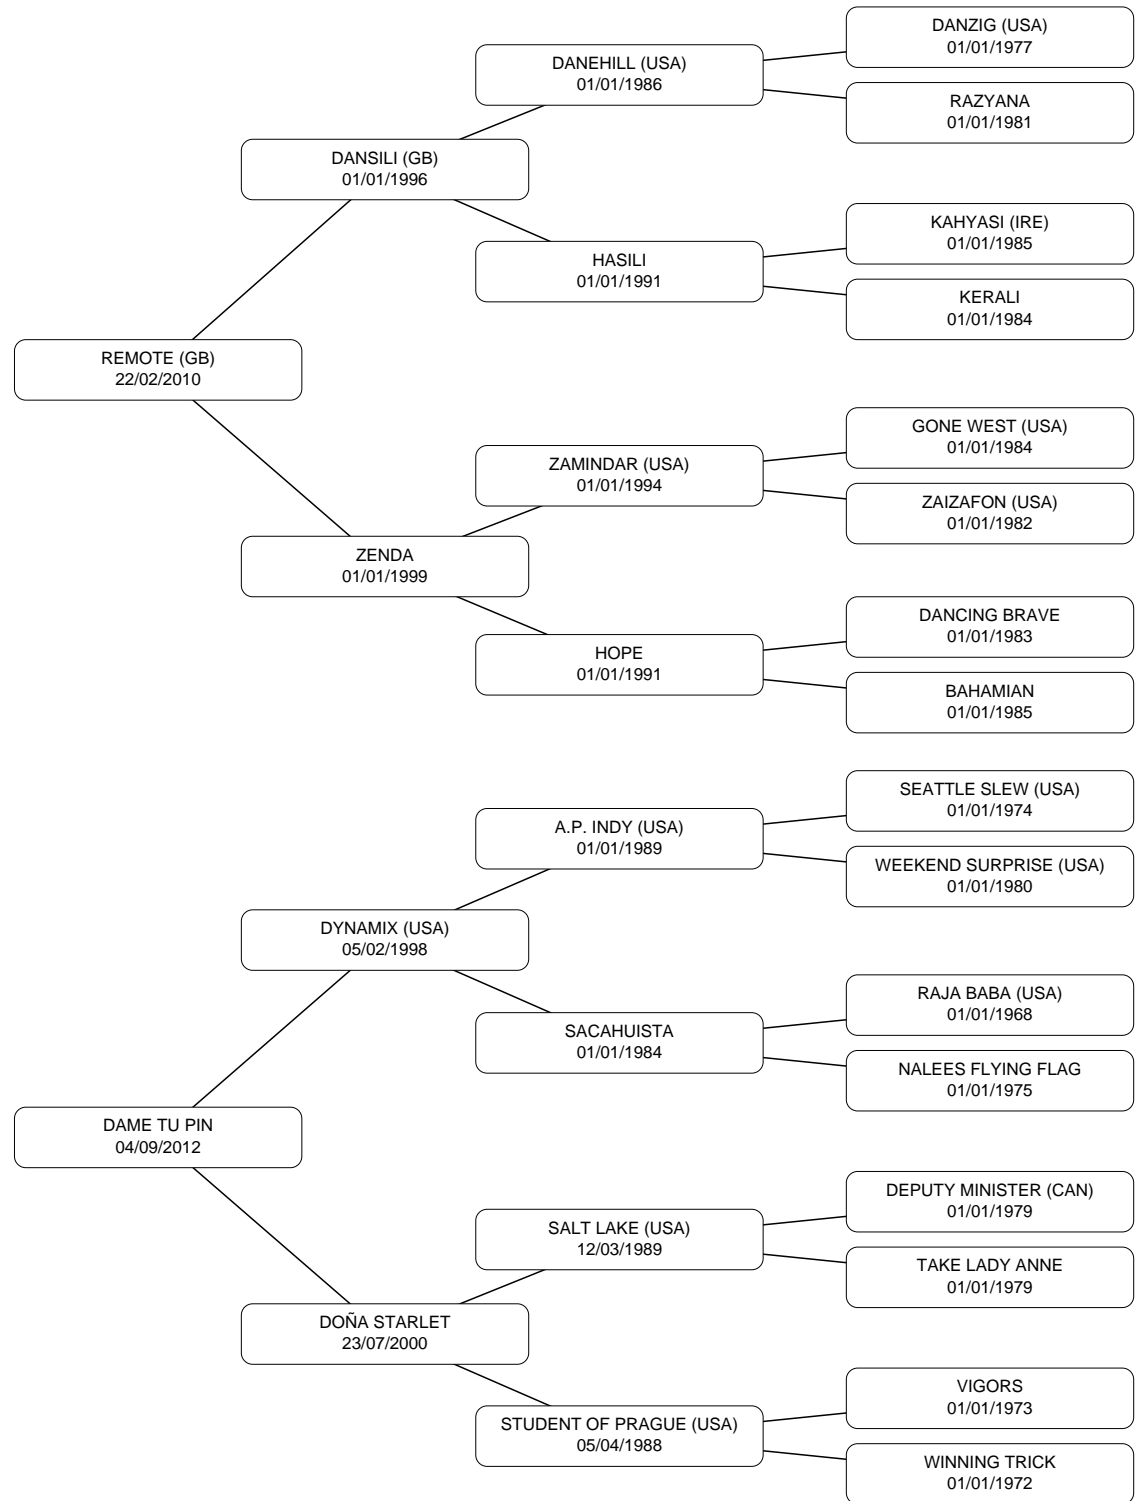 DANZIG (USA)
01/01/1977
DANEHILL (USA)
01/01/1986
RAZYANA
01/01/1981
DANSILI (GB)
01/01/1996
KAHYASI (IRE)
01/01/1985
HASILI
01/01/1991
KERALI
01/01/1984
REMOTE (GB)
22/02/2010
GONE WEST (USA)
01/01/1984
ZAMINDAR (USA)
01/01/1994
ZAIZAFON (USA)
01/01/1982
ZENDA
01/01/1999
DANCING BRAVE
01/01/1983
HOPE
01/01/1991
BAHAMIAN
01/01/1985
SEATTLE SLEW (USA)
01/01/1974
A.P. INDY (USA)
01/01/1989
WEEKEND SURPRISE (USA)
01/01/1980
DYNAMIX (USA)
05/02/1998
RAJA BABA (USA)
01/01/1968
SACAHUISTA
01/01/1984
NALEES FLYING FLAG
01/01/1975
DAME TU PIN
04/09/2012
DEPUTY MINISTER (CAN)
01/01/1979
SALT LAKE (USA)
12/03/1989
TAKE LADY ANNE
01/01/1979
DOÑA STARLET
23/07/2000
VIGORS
01/01/1973
STUDENT OF PRAGUE (USA)
05/04/1988
WINNING TRICK
01/01/1972